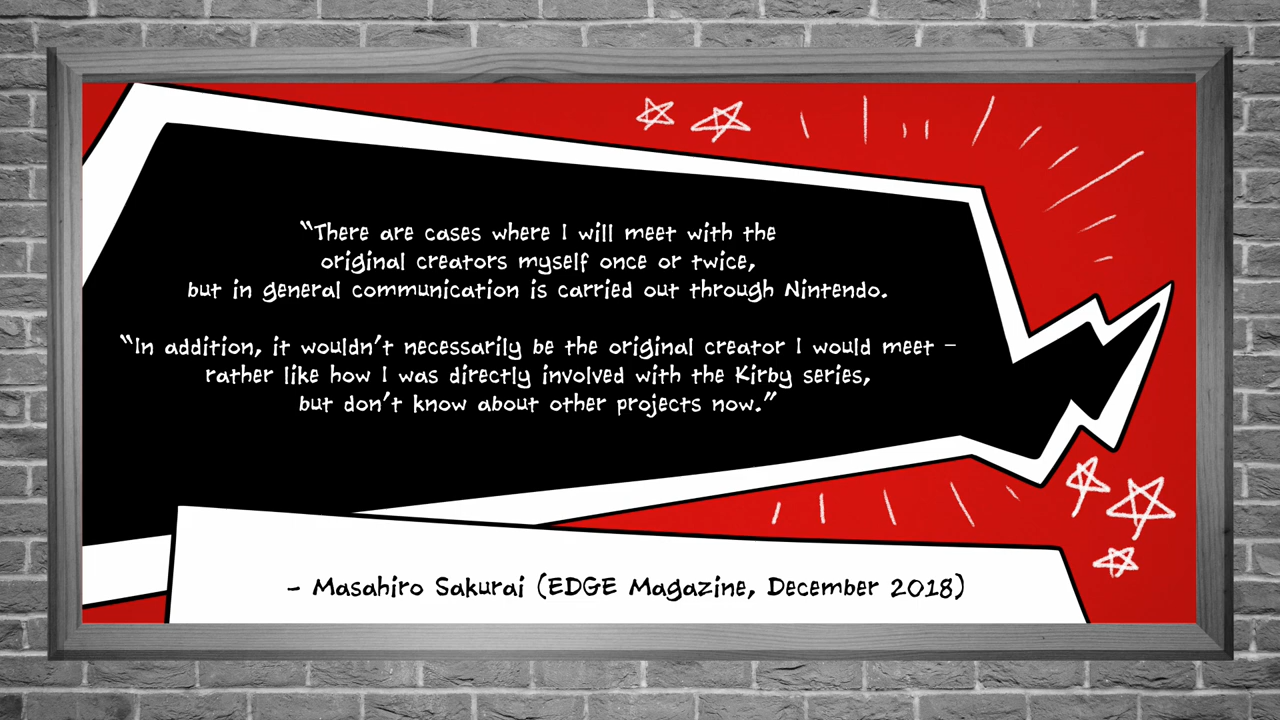 “There are cases where I will meet with the
original creators myself once or twice,
but in general communication is carried out through Nintendo.
“In addition, it wouldn’t necessarily be the original creator I would meet –
rather like how I was directly involved with the Kirby series,
but don’t know about other projects now.”
– Masahiro Sakurai (EDGE Magazine, December 2018)